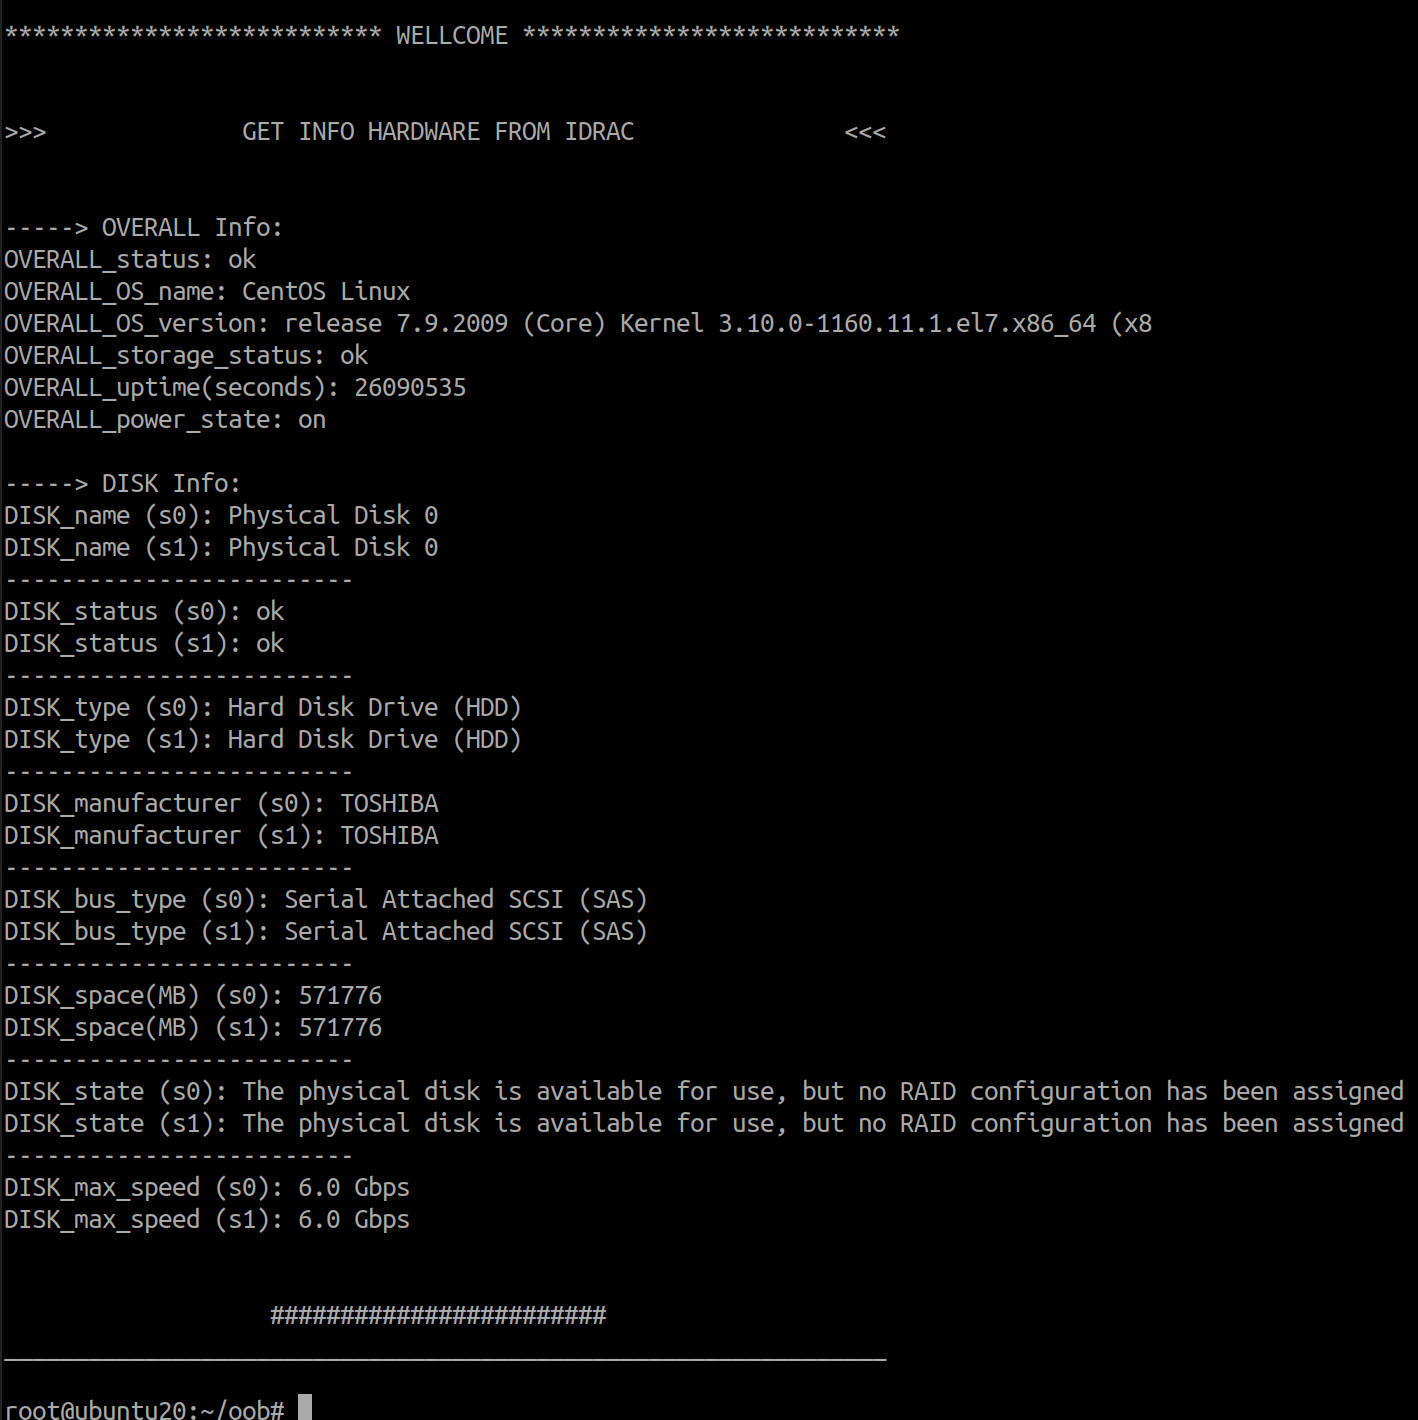 *************************** WELLCOME ***************************
>>>              GET INFO HARDWARE FROM IDRAC               <<<
-----> OVERALL Info:
OVERALL_status: ok
OVERALL_OS_name: CentOS Linux
OVERALL_OS_version: release 7.9.2009 (Core) Kernel 3.10.0-1160.11.1.el7.x86_64 (x8
OVERALL_storage_status: ok
OVERALL_uptime(seconds): 26090535
OVERALL_power_state: on
-----> DISK Info:
DISK_name (s0): Physical Disk 0
DISK_name (s1): Physical Disk 0
-------------------------
DISK_status (s0): ok
DISK_status (s1): ok
-------------------------
DISK_type (s0): Hard Disk Drive (HDD)
DISK_type (s1): Hard Disk Drive (HDD)
-------------------------
DISK_manufacturer (s0): TOSHIBA
DISK_manufacturer (s1): TOSHIBA
-------------------------
DISK_bus_type (s0): Serial Attached SCSI (SAS)
DISK_bus_type (s1): Serial Attached SCSI (SAS)
-------------------------
DISK_space(MB) (s0): 571776
DISK_space(MB) (s1): 571776
-------------------------
DISK_state (s0): The physical disk is available for use, but no RAID configuration has been assigned
DISK_state (s1): The physical disk is available for use, but no RAID configuration has been assigned
-------------------------
DISK_max_speed (s0): 6.0 Gbps
DISK_max_speed (s1): 6.0 Gbps
########################
_______________________________________________________________
root@ubuntu20:~/oob#